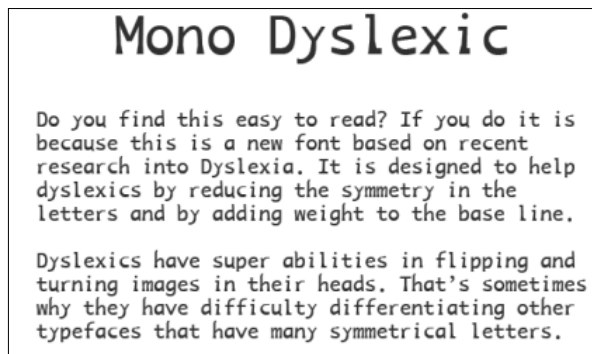 Mono Dyslexic
Do you find this easy to read? If you do it is
because this is a new font based on recent
research into Dyslexia. It is designed to help
dyslexics by reducing the symmetry in the
letters and by adding weight to the base line.
Dyslexics have super abilities in flipping and
turning images in their heads. That's sometimes
why they have difficulty differentiating other
typefaces that have many symmetrical letters.